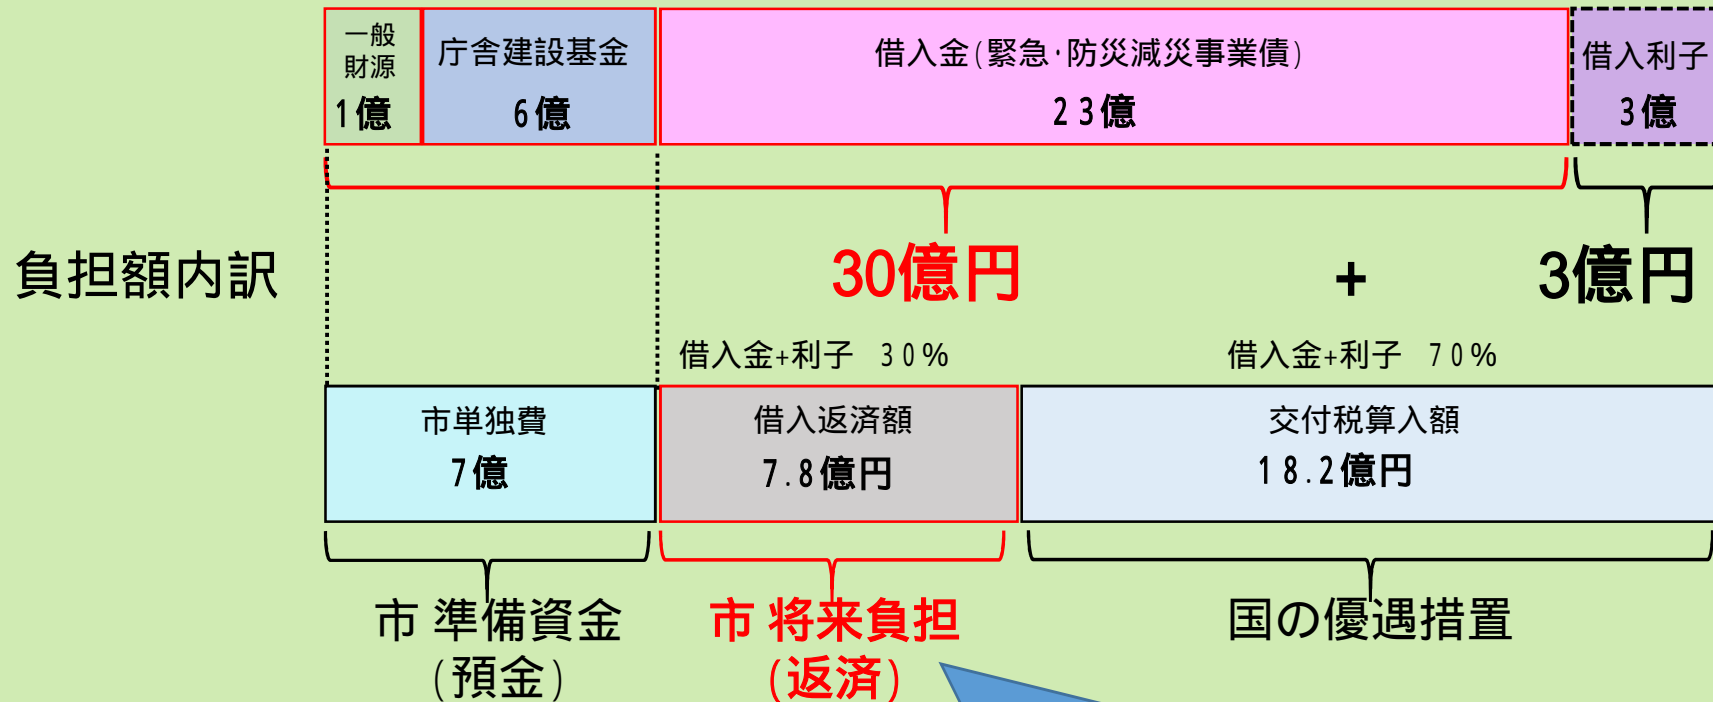 一般
財源
1億
庁舎建設基金
6億
借入金(緊急･防災減災事業債)
23億
借入利子
3億
負担額内訳
30億円
+
3億円
借入金+利子 30%
借入金+利子 70%
市単独費
7億
借入返済額
7.8億円
交付税算入額
18.2億円
市 準備資金
(預金)
市 将来負担
(返済)
国の優遇措置